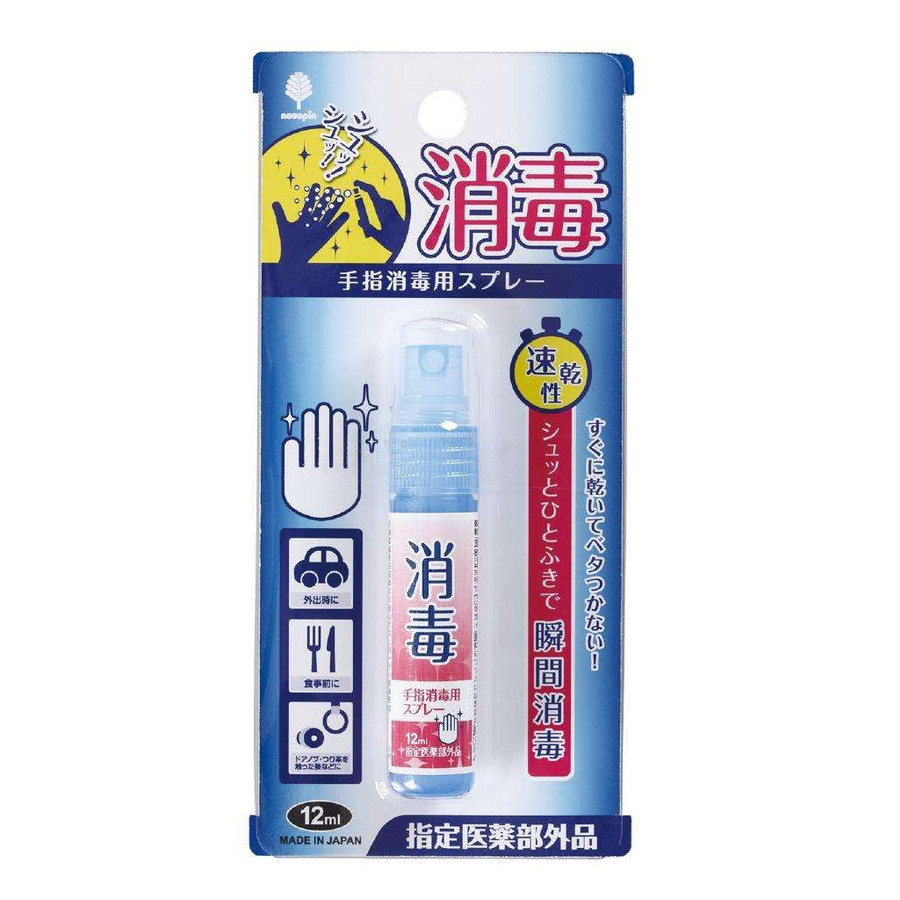 novopin
シュッ
シュッ!!
消毒
手指消毒用スプレー
速乾性
すぐに乾いてベタつかない!
シュッとひとふきで
瞬間消毒
消毒
手指消毒用
スプレー
12ml
指定医薬部外品
外出時に
食事前に
ドアノブ・つり革を
触った後などに
12ml
MADE IN JAPAN
指定医薬部外品